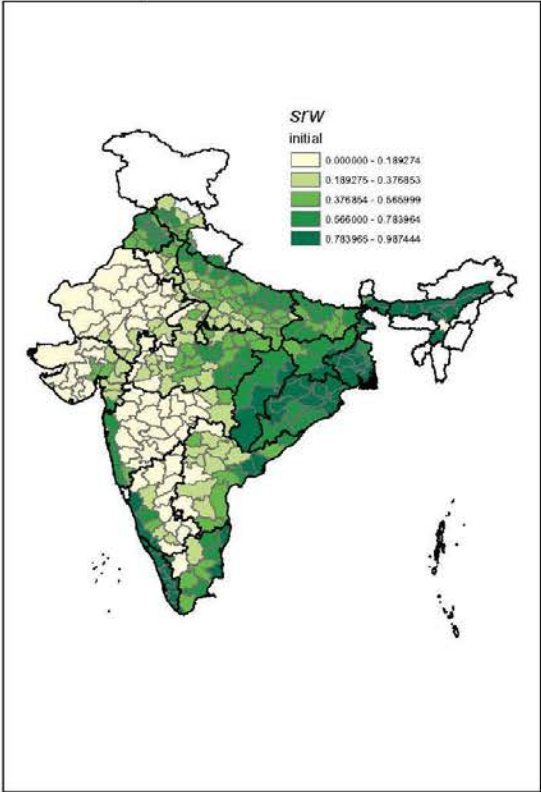 srw
initial
0.000000 - 0.189274
0.189275 - 0.376853
0.376854 - 0.565999
0.566000 - 0.783964
0.783965 - 0.987444